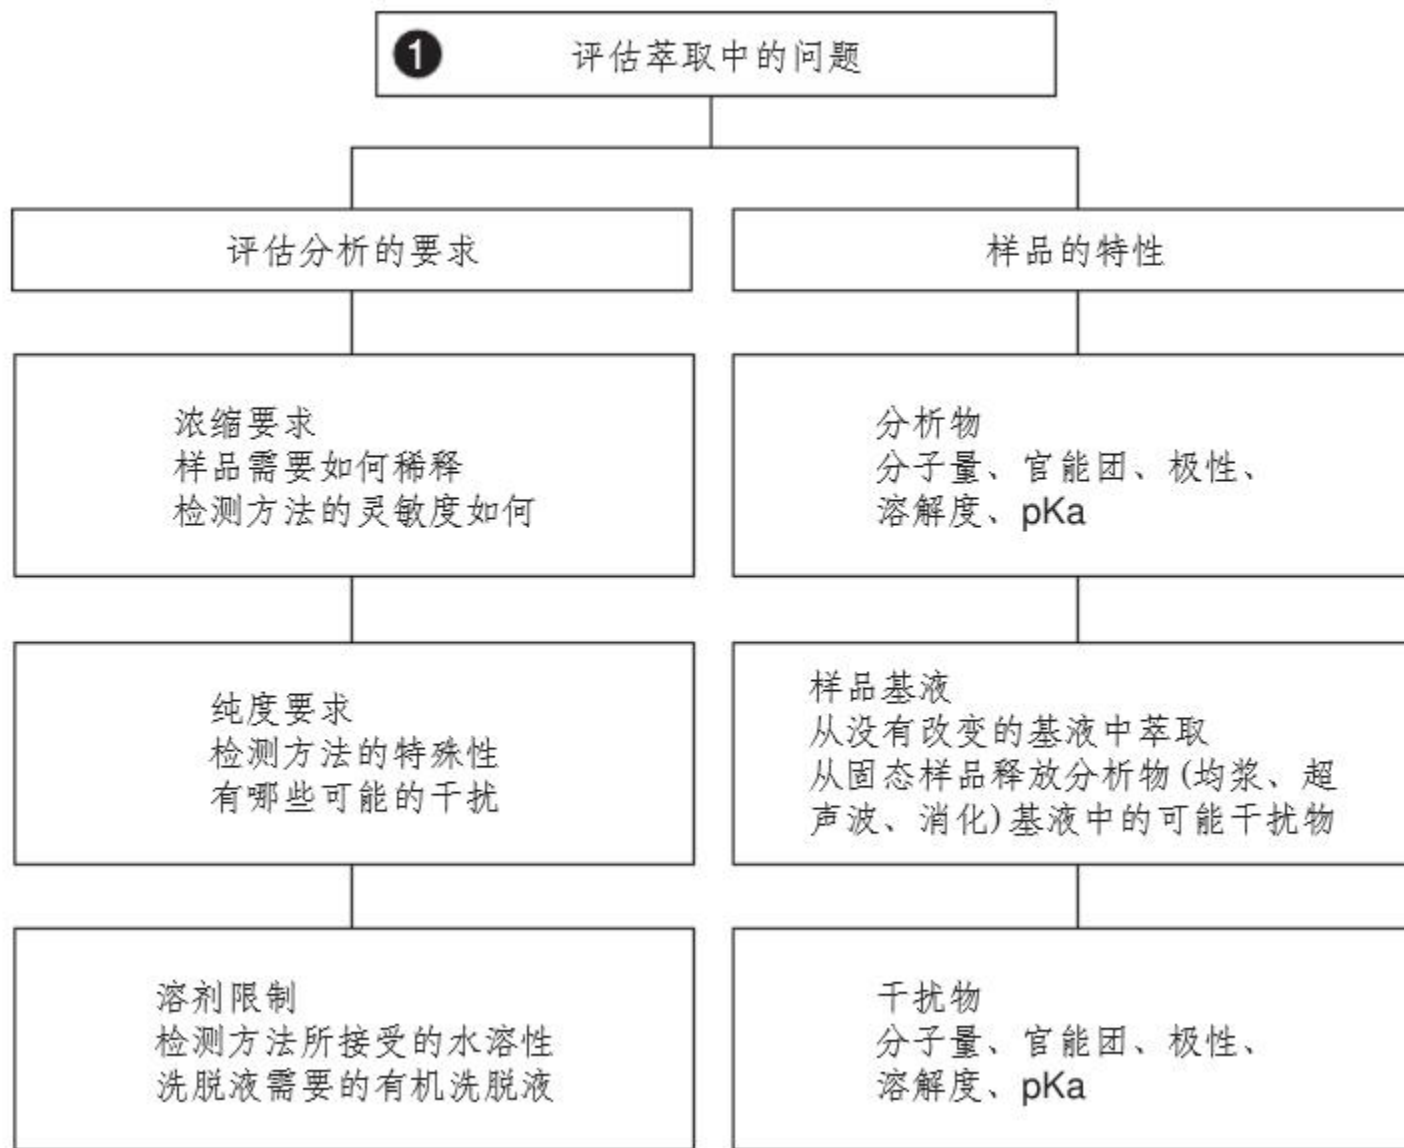 ❶ 评估萃取中的问题
评估分析的要求
样品的特性
浓缩要求
样品需要如何稀释
检测方法的灵敏度如何
分析物
分子量、官能团、极性、
溶解度、pKa
纯度要求
检测方法的特殊性
有哪些可能的干扰
样品基液
从没有改变的基液中萃取
从固态样品释放分析物(均浆、超
声波、消化)基液中的可能干扰物
溶剂限制
检测方法所接受的水溶性
洗脱液需要的有机洗脱液
干扰物
分子量、官能团、极性、
溶解度、pKa